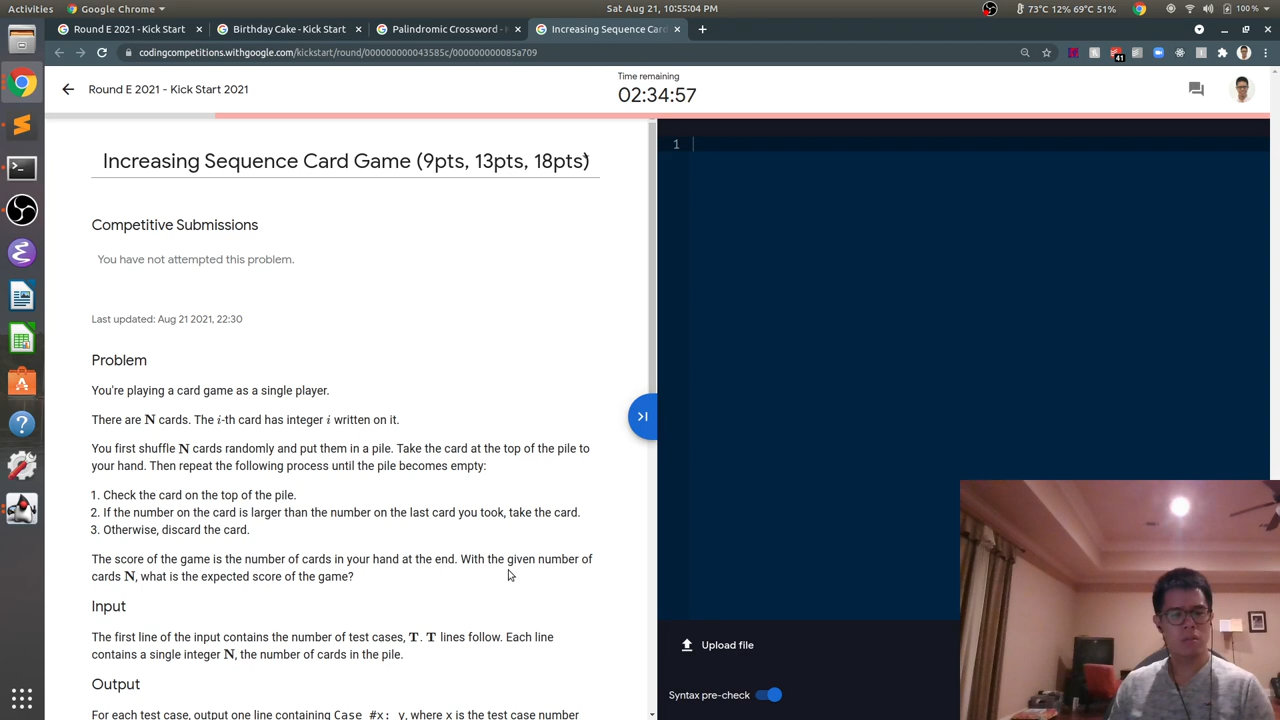 Activities
Google Chrome
Sat Aug 21, 10:55:04 PM
73°C 12% 69°C 51%
100 %
Round E 2021 - Kick Start
Birthday Cake - Kick Start
Palindromic Crossword -
Increasing Sequence Card
codingcompetitions.withgoogle.com/kickstart/round/000000000043585c/000000000085a709
41
Round E 2021 - Kick Start 2021
Time remaining
02:34:57
Increasing Sequence Card Game (9pts, 13pts, 18pts)
1
Competitive Submissions
You have not attempted this problem.
Last updated: Aug 21 2021, 22:30
Problem
You're playing a card game as a single player.
There are N cards. The i-th card has integer i written on it.
You first shuffle N cards randomly and put them in a pile. Take the card at the top of the pile to
your hand. Then repeat the following process until the pile becomes empty:
1. Check the card on the top of the pile.
2. If the number on the card is larger than the number on the last card you took, take the card.
3. Otherwise, discard the card.
The score of the game is the number of cards in your hand at the end. With the given number of
cards N, what is the expected score of the game?
Input
The first line of the input contains the number of test cases, T. T lines follow. Each line
contains a single integer N, the number of cards in the pile.
Output
For each test case, output one line containing Case #x: y, where x is the test case number
Upload file
Syntax pre-check